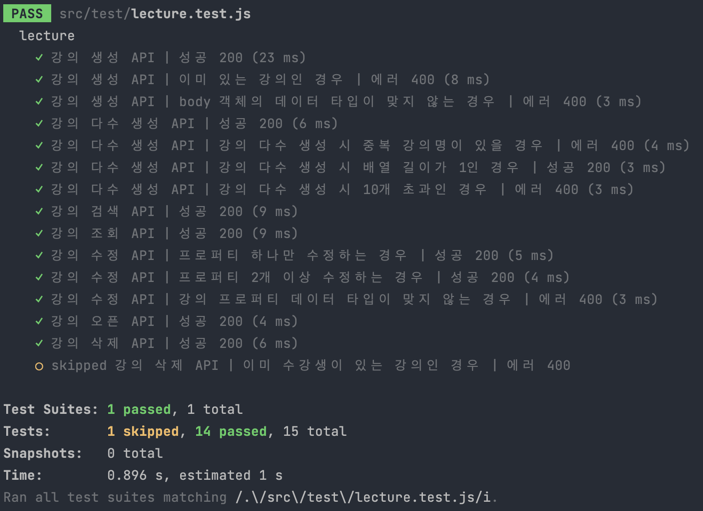 PASS src/test/lecture.test.js
lecture
✓ 강의 생성 API | 성공 200 (23 ms)
✓ 강의 생성 API | 이미 있는 강의인 경우 | 에러 400 (8 ms)
✓ 강의 생성 API | body 객체의 데이터 타입이 맞지 않는 경우 | 에러 400 (3 ms)
✓ 강의 다수 생성 API | 성공 200 (6 ms)
✓ 강의 다수 생성 API | 강의 다수 생성 시 중복 강의명이 있을 경우 | 에러 400 (4 ms)
✓ 강의 다수 생성 API | 강의 다수 생성 시 배열 길이가 1인 경우 | 성공 200 (3 ms)
✓ 강의 다수 생성 API | 강의 다수 생성 시 10개 초과인 경우 | 에러 400 (3 ms)
✓ 강의 검색 API | 성공 200 (9 ms)
✓ 강의 조회 API | 성공 200 (9 ms)
✓ 강의 수정 API | 프로퍼티 하나만 수정하는 경우 | 성공 200 (5 ms)
✓ 강의 수정 API | 프로퍼티 2개 이상 수정하는 경우 | 성공 200 (4 ms)
✓ 강의 수정 API | 강의 프로퍼티 데이터 타입이 맞지 않는 경우 | 에러 400 (3 ms)
✓ 강의 오픈 API | 성공 200 (4 ms)
✓ 강의 삭제 API | 성공 200 (6 ms)
○ skipped 강의 삭제 API | 이미 수강생이 있는 강의인 경우 | 에러 400
Test Suites: 1 passed, 1 total
Tests: 1 skipped, 14 passed, 15 total
Snapshots: 0 total
Time: 0.896 s, estimated 1 s
Ran all test suites matching /.\/src\/test\/lecture.test.js/i.